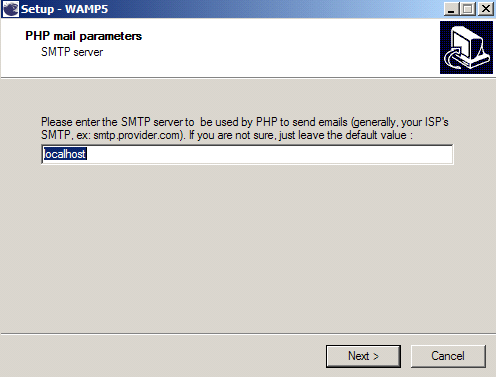 Setup - WAMP5
PHP mail parameters
SMTP server
Please enter the SMTP server to be used by PHP to send emails (generally, your ISP's
SMTP, ex: smtp.provider.com). If you are not sure, just leave the default value :
localhost
Next >
Cancel